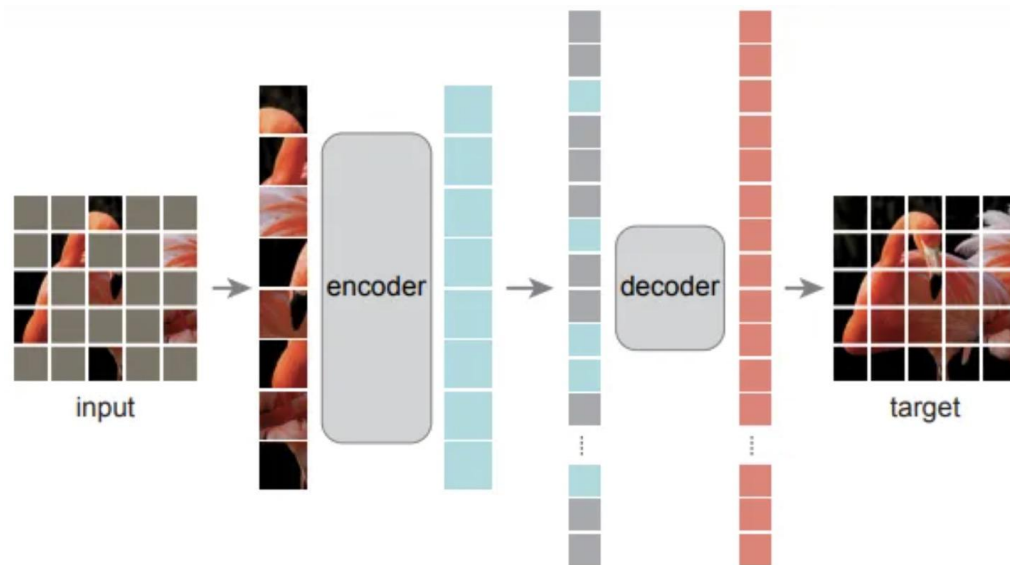 input
encoder
decoder
target